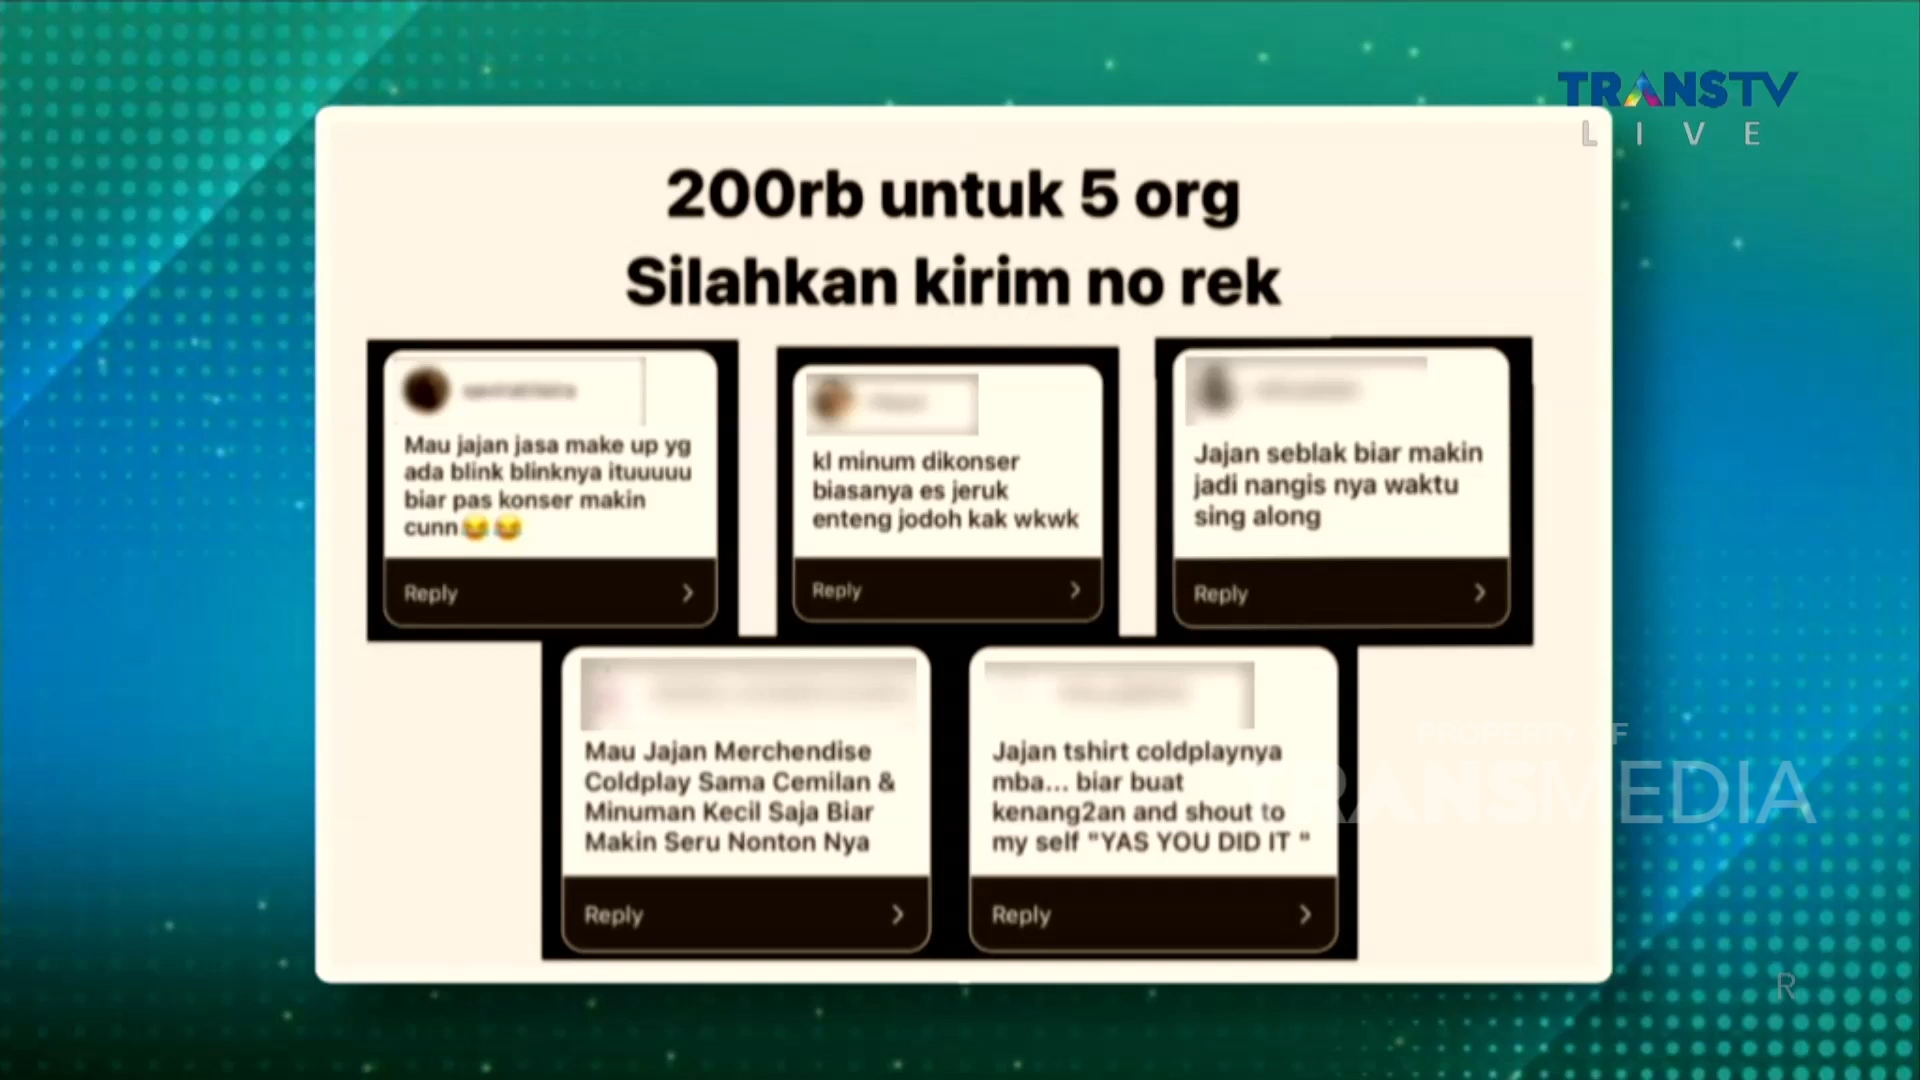 TRANSTV
LIVE
200rb untuk 5 org
Silahkan kirim no rek
Mau jajan jasa make up yg
ada blink blinknya ituuuuu
biar pas konser makin
cunn😂😂
Reply
kl minum dikonser
biasanya es jeruk
enteng jodoh kak wkwk
Reply
Jajan seblak biar makin
jadi nangis nya waktu
sing along
Reply
Mau Jajan Merchendise
Coldplay Sama Cemilan &
Minuman Kecil Saja Biar
Makin Seru Nonton Nya
Reply
Jajan tshirt coldplaynya
mba... biar buat
kenang2an and shout to
my self "YAS YOU DID IT "
Reply
PROPERTY OF
TRANSMEDIA
R